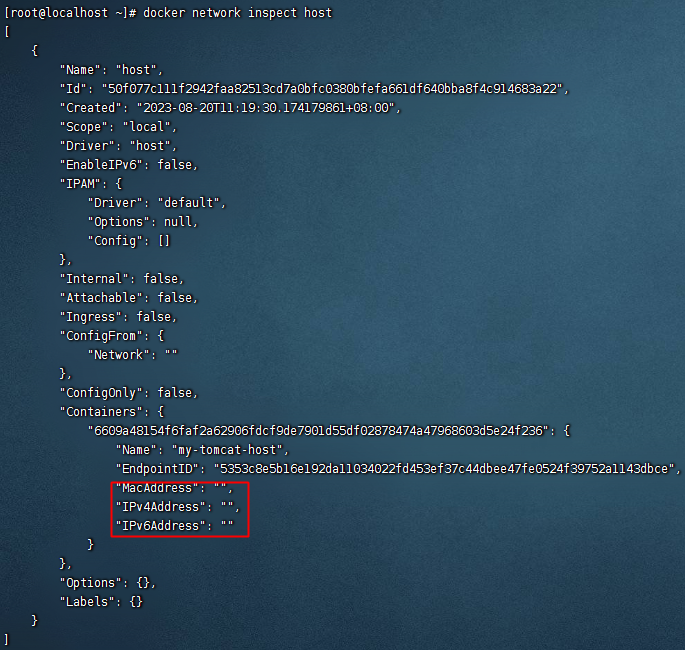 [root@localhost ~]# docker network inspect host
[
    {
        "Name": "host",
        "Id": "50f077c111f2942faa82513cd7a0bfc0380bfefa661df640bba8f4c914683a22",
        "Created": "2023-08-20T11:19:30.174179861+08:00",
        "Scope": "local",
        "Driver": "host",
        "EnableIPv6": false,
        "IPAM": {
            "Driver": "default",
            "Options": null,
            "Config": []
        },
        "Internal": false,
        "Attachable": false,
        "Ingress": false,
        "ConfigFrom": {
            "Network": ""
        },
        "ConfigOnly": false,
        "Containers": {
            "6609a48154f6faf2a62906fdcf9de7901d55df02878474a47968603d5e24f236": {
                "Name": "my-tomcat-host",
                "EndpointID": "5353c8e5b16e192da11034022fd453ef37c44dbee47fe0524f39752a1143dbce",
                "MacAddress": "",
                "IPv4Address": "",
                "IPv6Address": ""
            }
        },
        "Options": {},
        "Labels": {}
    }
]